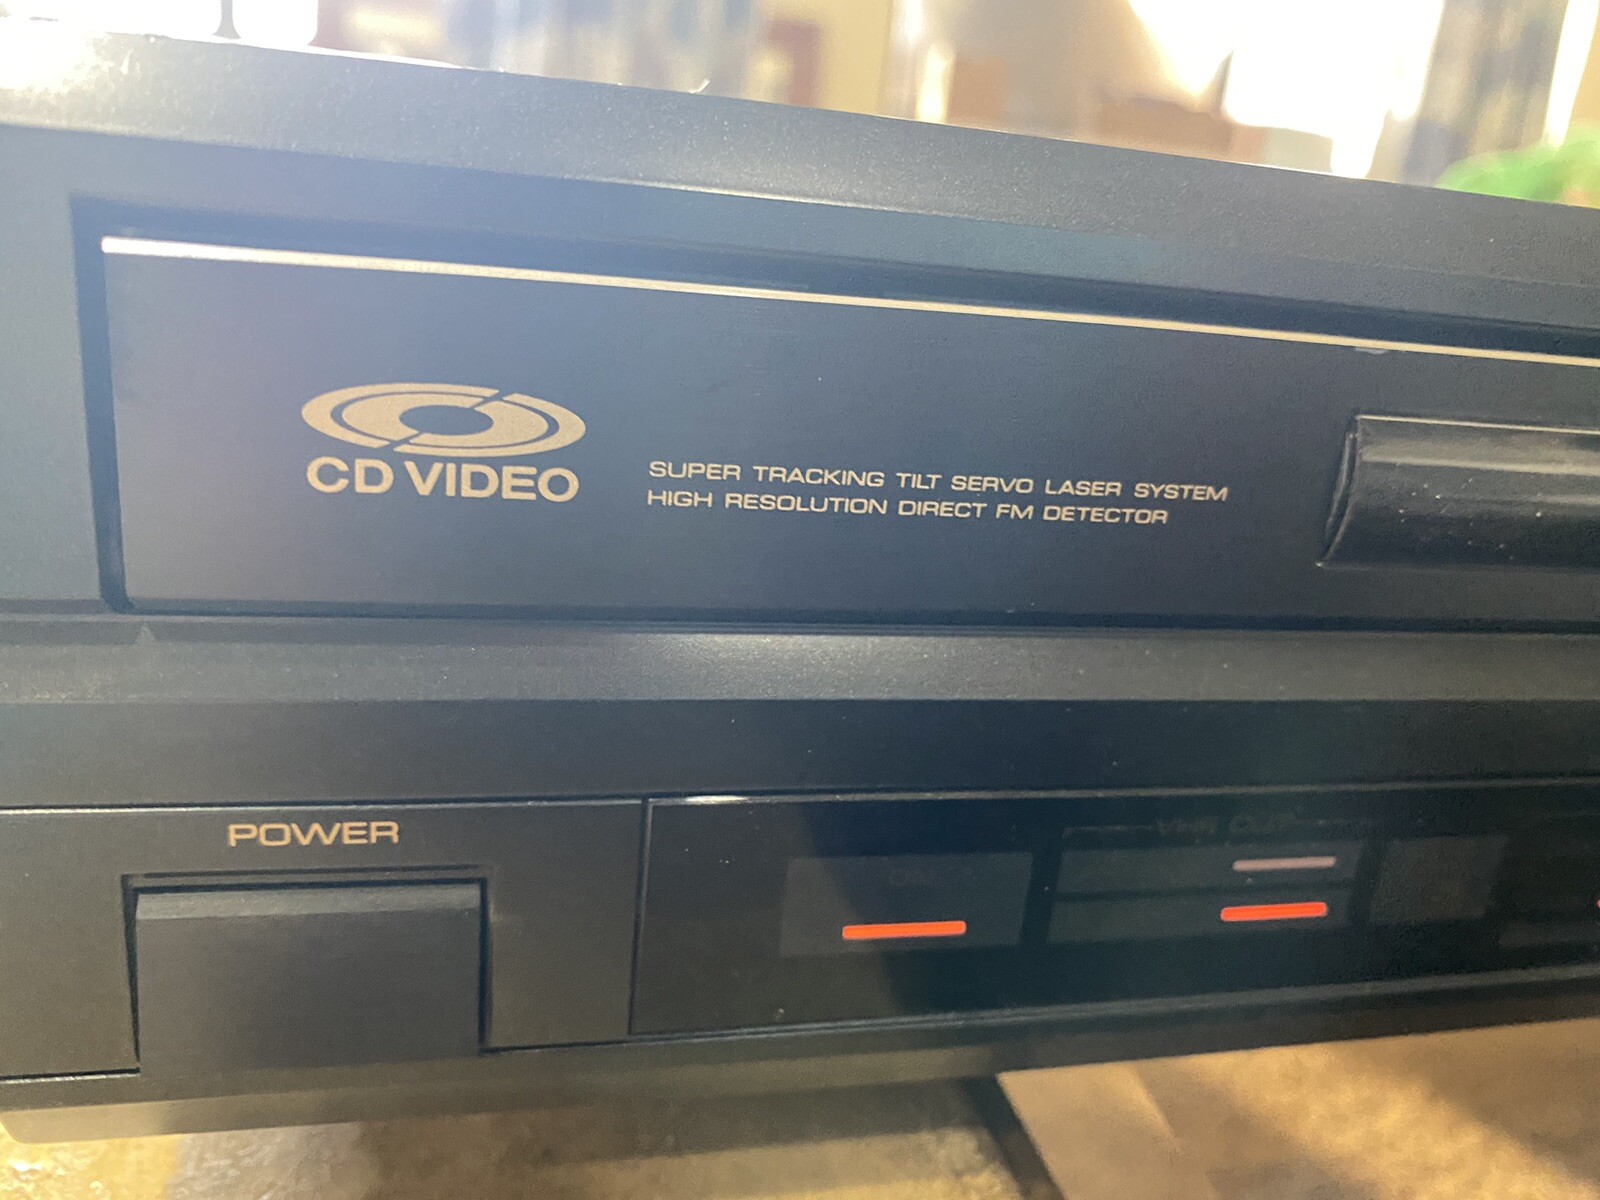 CD VIDEO
SUPER TRACKING TILT SERVO LASER SYSTEM
HIGH RESOLUTION DIRECT FM DETECTOR
POWER